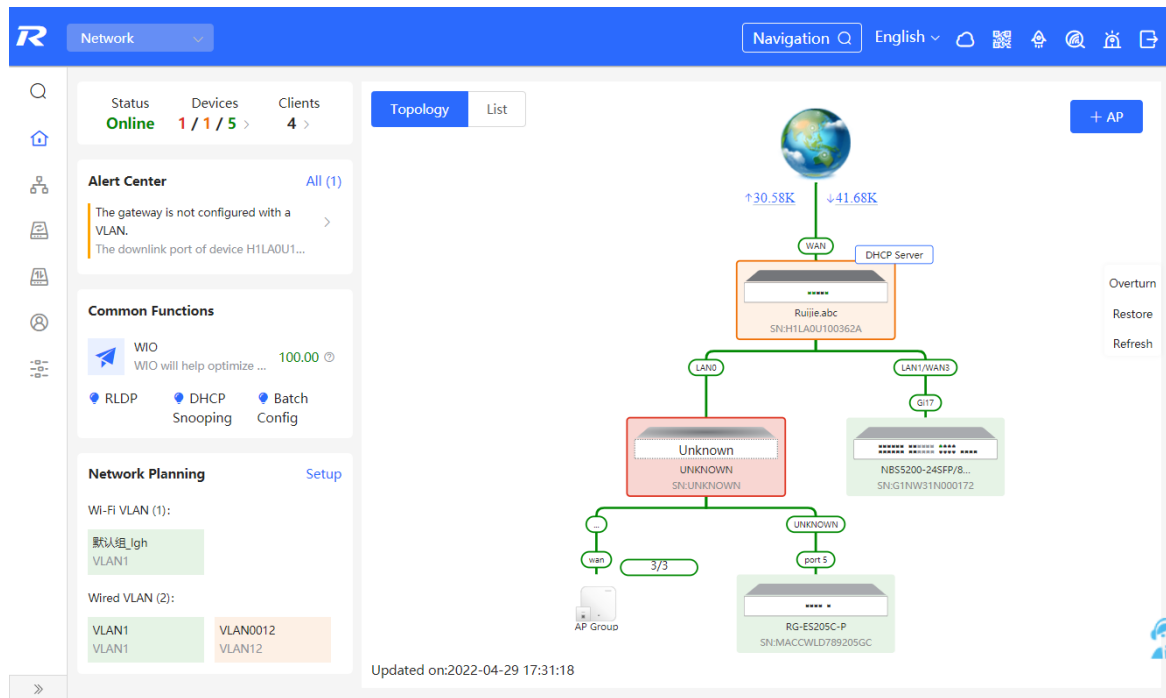 Network
Navigation
English
Status Devices Clients
Online 1 / 1 / 5 > 4 >
Alert Center All (1)
The gateway is not configured with a
VLAN.
The downlink port of device H1LA0U1...
Common Functions
WIO
WIO will help optimize ... 100.00
RLDP DHCP Snooping Batch Config
Network Planning Setup
Wi-Fi VLAN (1):
默认组_lgh
VLAN1
Wired VLAN (2):
VLAN1 VLAN0012
VLAN1 VLAN12
Topology List
+ AP
↑30.58K ↓41.68K
WAN
DHCP Server
Ruijie.abc
SN:H1LA0U100362A
Overturn
Restore
Refresh
LAN0 LAN1/WAN3
Gi17
Unknown
UNKNOWN
SN:UNKNOWN
NBS5200-24SFP/8...
SN:G1NW31N000172
... UNKNOWN
wan 3/3 port 5
AP Group
RG-ES205C-P
SN:MACCWLD789205GC
Updated on:2022-04-29 17:31:18